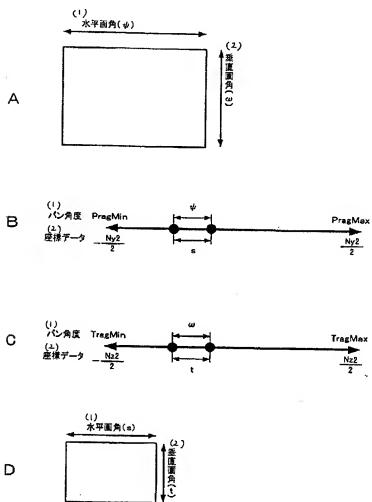 (1)
水平画角(ψ)
(2)
垂直画角(ω)
A
B
(1)
パン角度 PragMin ψ PragMax
(2)
座標データ -Ny2/2 s Ny2/2
C
(1)
パン角度 TragMin ω TragMax
(2)
座標データ -Nz2/2 t Nz2/2
(1)
水平画角(s)
(2)
垂直画角(t)
D